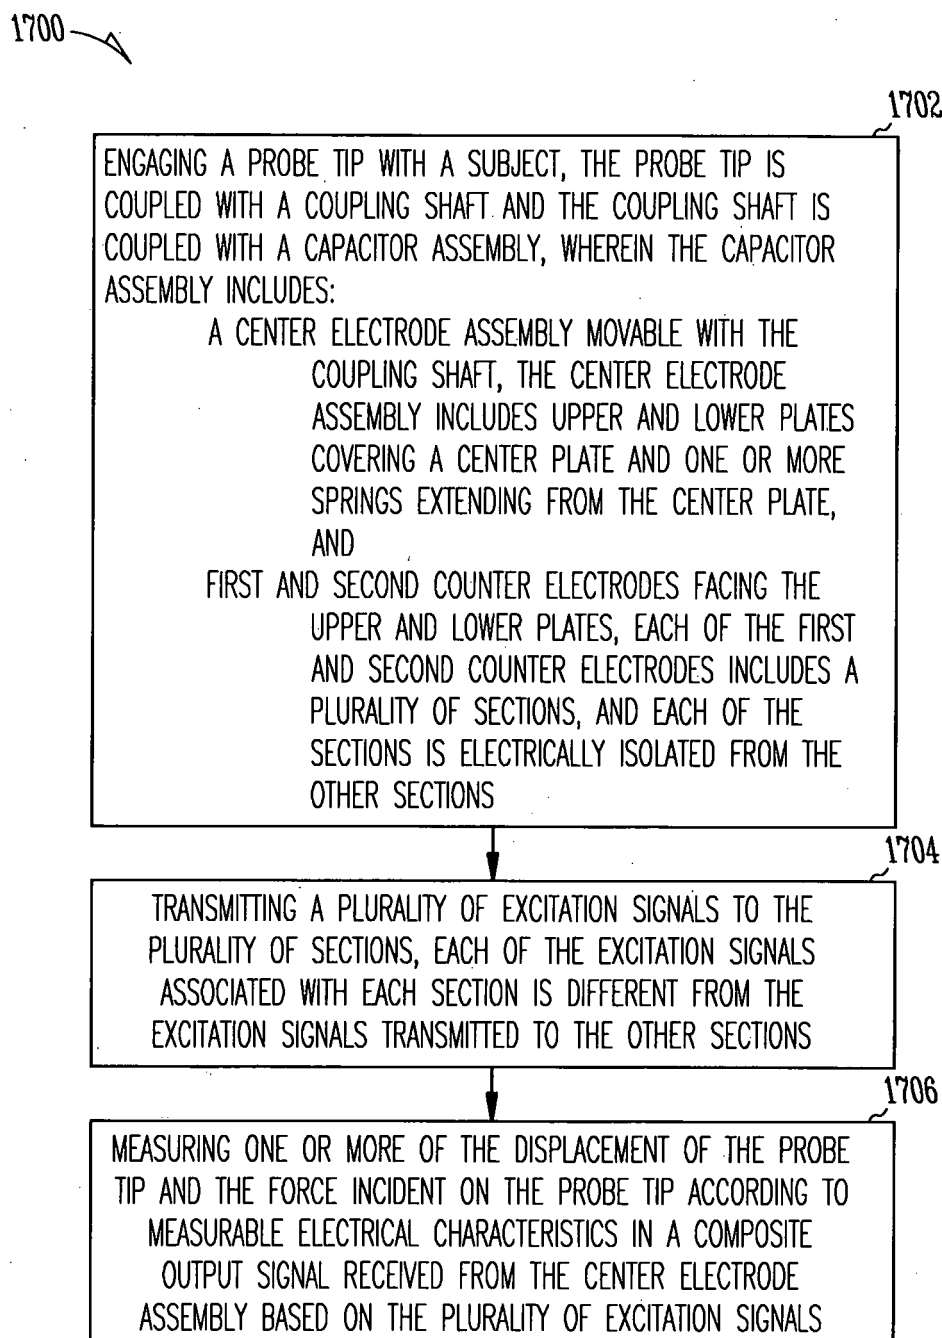 1700
1702
ENGAGING A PROBE TIP WITH A SUBJECT, THE PROBE TIP IS
COUPLED WITH A COUPLING SHAFT AND THE COUPLING SHAFT IS
COUPLED WITH A CAPACITOR ASSEMBLY, WHEREIN THE CAPACITOR
ASSEMBLY INCLUDES:
A CENTER ELECTRODE ASSEMBLY MOVABLE WITH THE
COUPLING SHAFT, THE CENTER ELECTRODE
ASSEMBLY INCLUDES UPPER AND LOWER PLATES
COVERING A CENTER PLATE AND ONE OR MORE
SPRINGS EXTENDING FROM THE CENTER PLATE,
AND
FIRST AND SECOND COUNTER ELECTRODES FACING THE
UPPER AND LOWER PLATES, EACH OF THE FIRST
AND SECOND COUNTER ELECTRODES INCLUDES A
PLURALITY OF SECTIONS, AND EACH OF THE
SECTIONS IS ELECTRICALLY ISOLATED FROM THE
OTHER SECTIONS
1704
TRANSMITTING A PLURALITY OF EXCITATION SIGNALS TO THE
PLURALITY OF SECTIONS, EACH OF THE EXCITATION SIGNALS
ASSOCIATED WITH EACH SECTION IS DIFFERENT FROM THE
EXCITATION SIGNALS TRANSMITTED TO THE OTHER SECTIONS
1706
MEASURING ONE OR MORE OF THE DISPLACEMENT OF THE PROBE
TIP AND THE FORCE INCIDENT ON THE PROBE TIP ACCORDING TO
MEASURABLE ELECTRICAL CHARACTERISTICS IN A COMPOSITE
OUTPUT SIGNAL RECEIVED FROM THE CENTER ELECTRODE
ASSEMBLY BASED ON THE PLURALITY OF EXCITATION SIGNALS